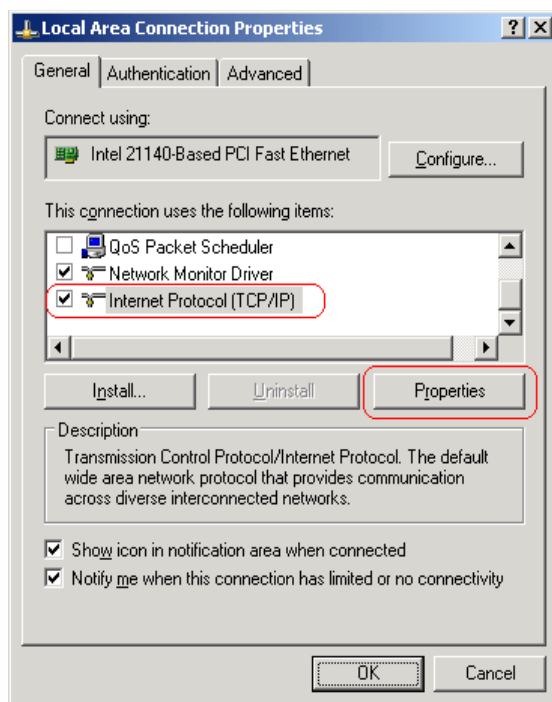 Local Area Connection Properties
General Authentication Advanced
Connect using:
Intel 21140-Based PCI Fast Ethernet Configure...
This connection uses the following items:
QoS Packet Scheduler
Network Monitor Driver
Internet Protocol (TCP/IP)
Install... Uninstall Properties
Description
Transmission Control Protocol/Internet Protocol. The default
wide area network protocol that provides communication
across diverse interconnected networks.
Show icon in notification area when connected
Notify me when this connection has limited or no connectivity
OK Cancel